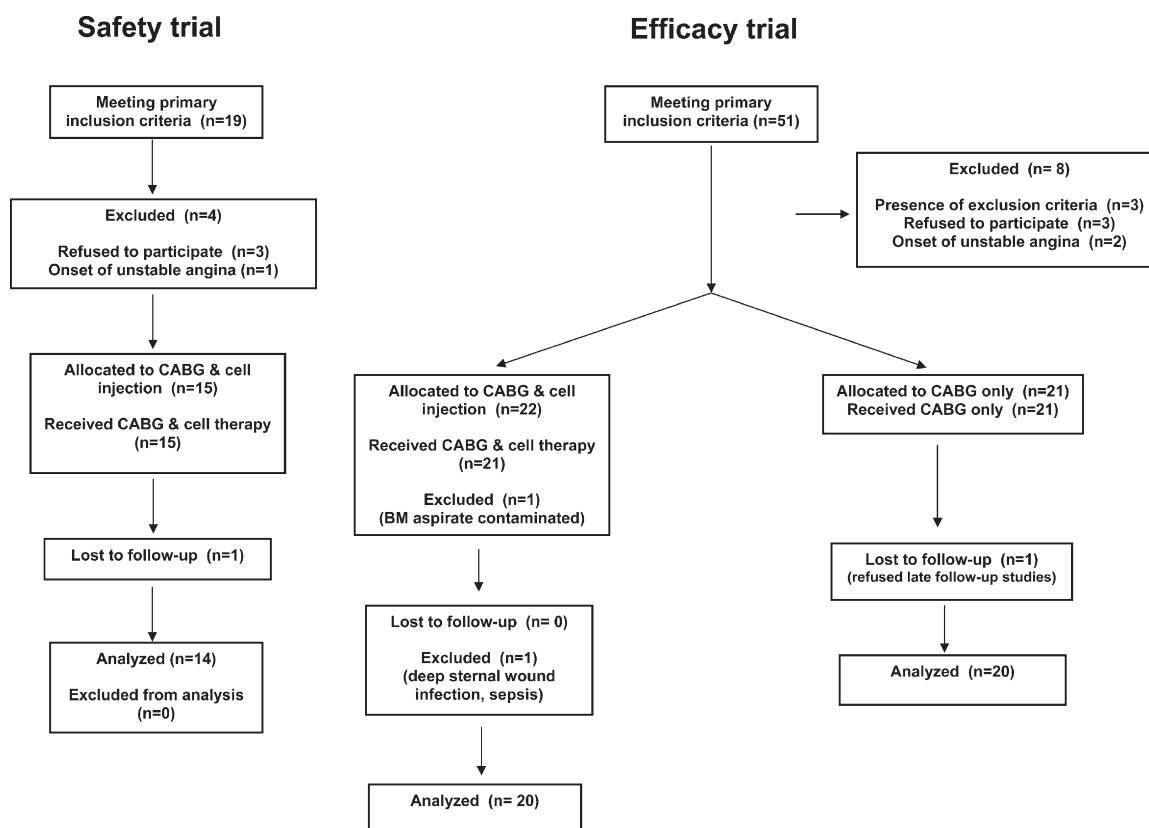 Safety trial
Meeting primary
inclusion criteria (n=19)
Excluded (n=4)
Refused to participate (n=3)
Onset of unstable angina (n=1)
Allocated to CABG & cell
injection (n=15)
Received CABG & cell therapy
(n=15)
Lost to follow-up (n=1)
Analyzed (n=14)
Excluded from analysis
(n=0)
Efficacy trial
Meeting primary
inclusion criteria (n=51)
Excluded (n= 8)
Presence of exclusion criteria (n=3)
Refused to participate (n=3)
Onset of unstable angina (n=2)
Allocated to CABG & cell
injection (n=22)
Received CABG & cell therapy
(n=21)
Excluded (n=1)
(BM aspirate contaminated)
Lost to follow-up (n= 0)
Excluded (n=1)
(deep sternal wound
infection, sepsis)
Analyzed (n= 20)
Allocated to CABG only (n=21)
Received CABG only (n=21)
Lost to follow-up (n=1)
(refused late follow-up studies)
Analyzed (n=20)